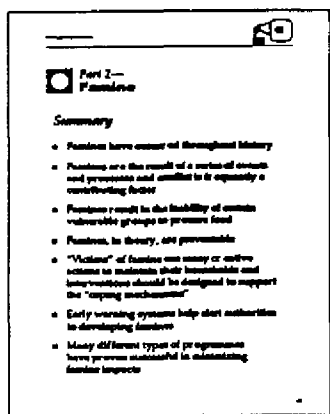 Part 2—
Famine
Summary
• Famines have occurred throughout history
• Famines are the result of a series of events
and processes and conflict is frequently a
contributing factor
• Famines result in the inability of certain
vulnerable groups to procure food
• Famines, in theory, are preventable
• "Victims" of famine use many active
actions to maintain their households and
interventions should be designed to support
the "coping mechanisms"
• Early warning systems help alert authorities
to developing famines
• Many different types of programmes
have proven successful in minimizing
famine impacts